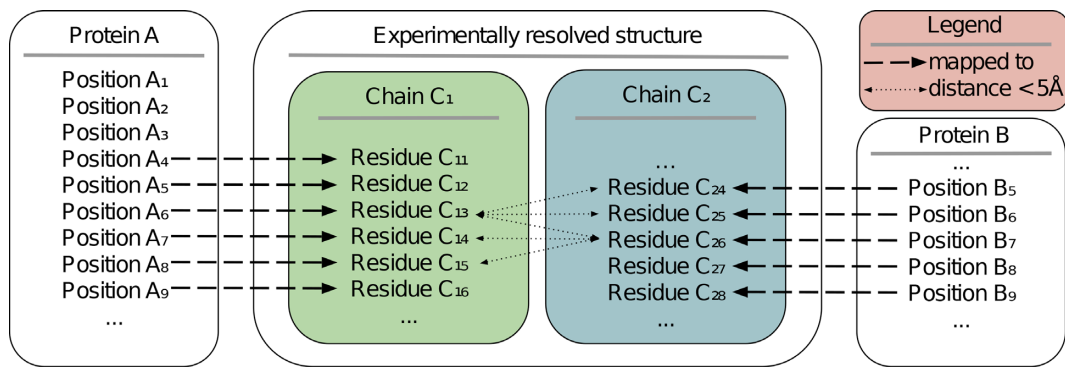 Protein A
Position A₁
Position A₂
Position A₃
Position A₄
Position A₅
Position A₆
Position A₇
Position A₈
Position A₉
...
Experimentally resolved structure
Chain C₁
Residue C₁₁
Residue C₁₂
Residue C₁₃
Residue C₁₄
Residue C₁₅
Residue C₁₆
...
Chain C₂
...
Residue C₂₄
Residue C₂₅
Residue C₂₆
Residue C₂₇
Residue C₂₈
...
Legend
mapped to
distance <5Å
Protein B
...
Position B₅
Position B₆
Position B₇
Position B₈
Position B₉
...